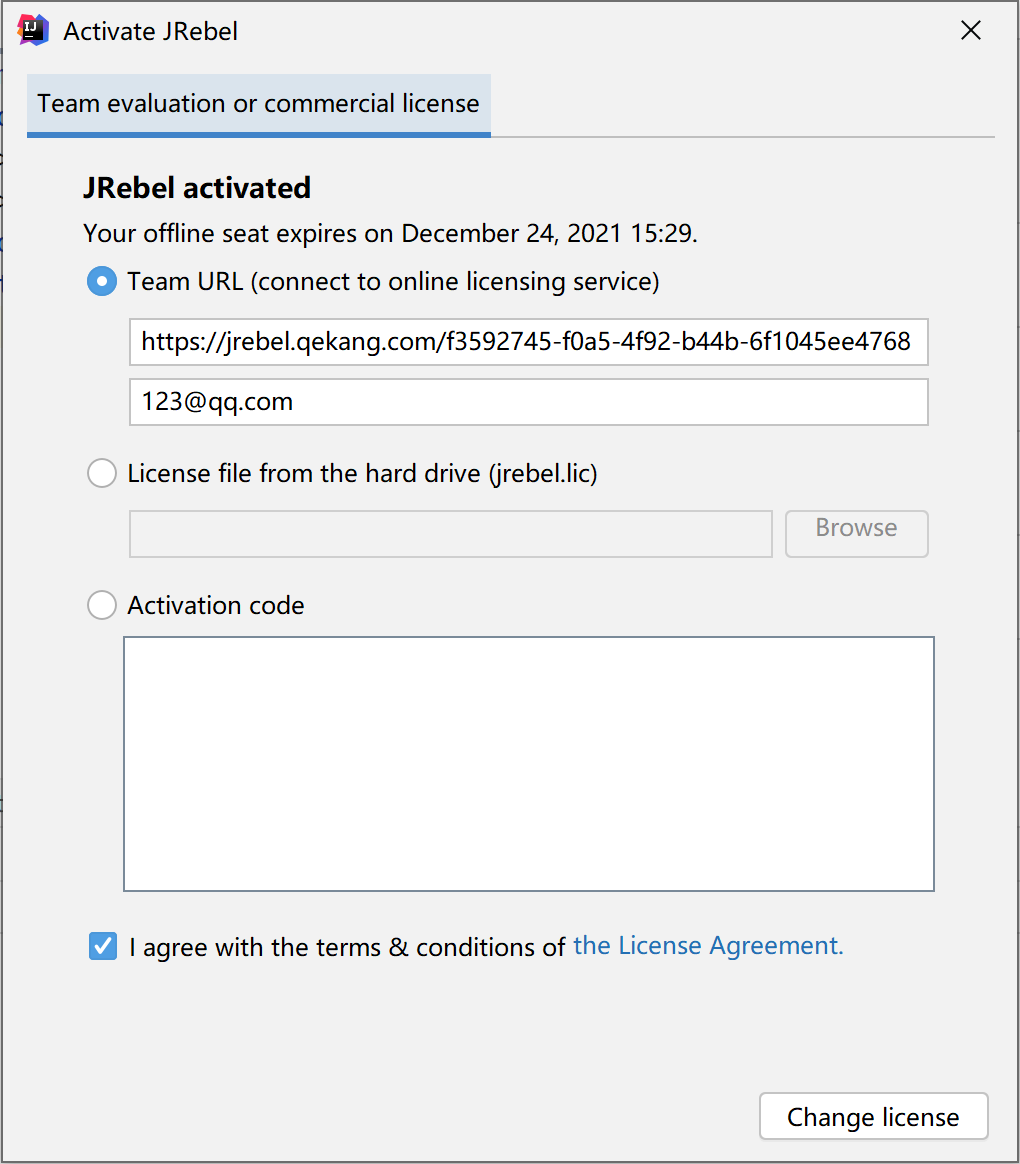 IJ
Activate JRebel
Team evaluation or commercial license
JRebel activated
Your offline seat expires on December 24, 2021 15:29.
Team URL (connect to online licensing service)
https://jrebel.qekang.com/f3592745-f0a5-4f92-b44b-6f1045ee4768
123@qq.com
License file from the hard drive (jrebel.lic)
Browse
Activation code
I agree with the terms & conditions of the License Agreement.
Change license